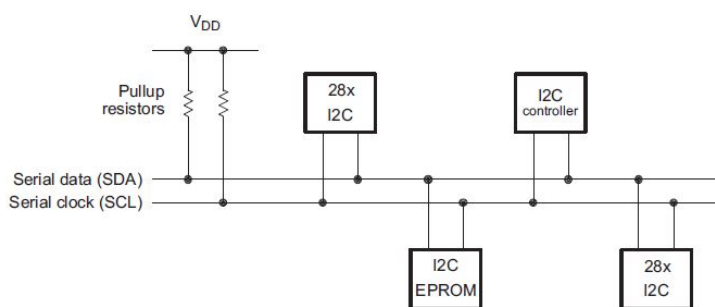 VDD
Pullup
resistors
28x
I2C
I2C
controller
Serial data (SDA)
Serial clock (SCL)
I2C
EPROM
28x
I2C